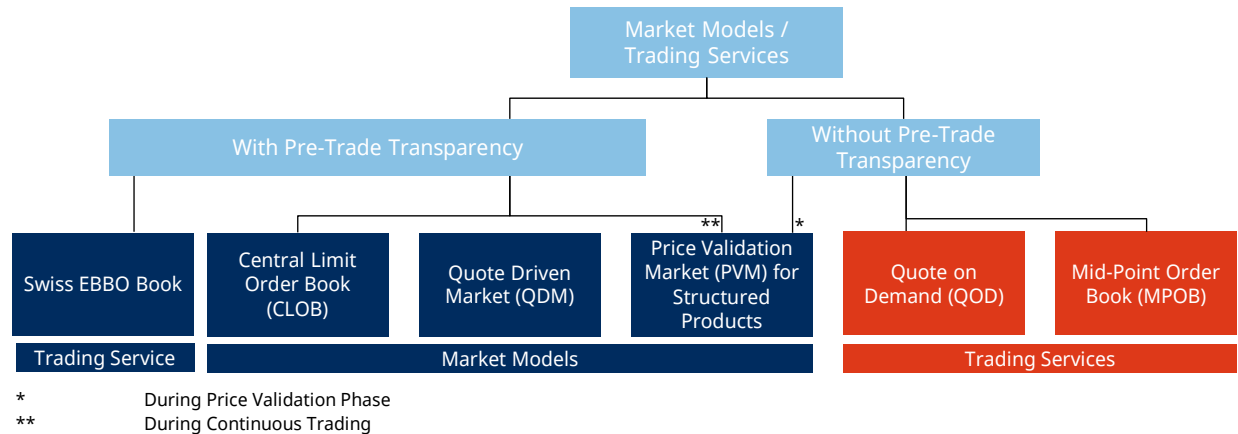 Market Models /
Trading Services
With Pre-Trade Transparency
Without Pre-Trade
Transparency
** *
Swiss EBBO Book
Central Limit
Order Book
(CLOB)
Quote Driven
Market (QDM)
Price Validation
Market (PVM) for
Structured
Products
Quote on
Demand (QOD)
Mid-Point Order
Book (MPOB)
Trading Service
Market Models
Trading Services
* During Price Validation Phase
** During Continuous Trading